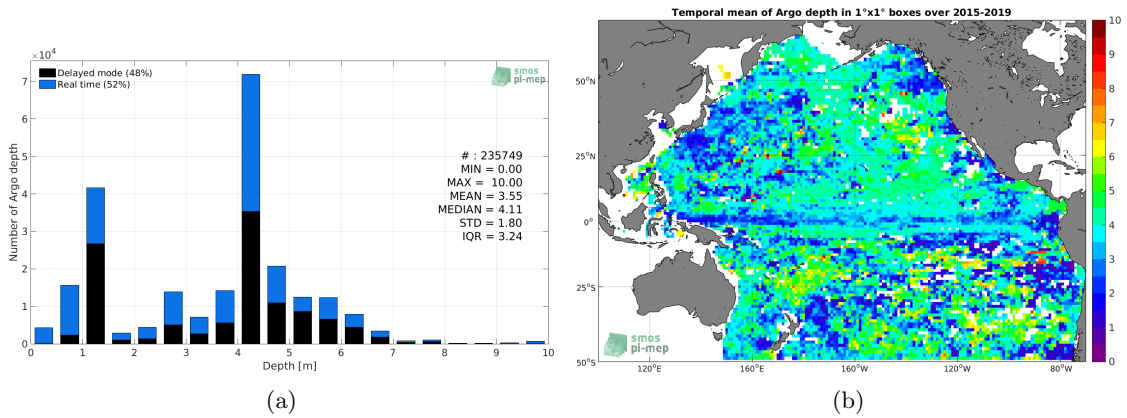 ×10⁴
7
6
5
4
3
2
1
0
Number of Argo depth
Delayed mode (48%)
Real time (52%)
smos
pi-mep
# : 235749
MIN = 0.00
MAX = 10.00
MEAN = 3.55
MEDIAN = 4.11
STD = 1.80
IQR = 3.24
0 1 2 3 4 5 6 7 8 9 10
Depth [m]
(a)
Temporal mean of Argo depth in 1°x1° boxes over 2015-2019
50°N
25°N
0°
25°S
50°S
120°E 160°E 160°W 120°W 80°W
smos
pi-mep
10
9
8
7
6
5
4
3
2
1
0
(b)